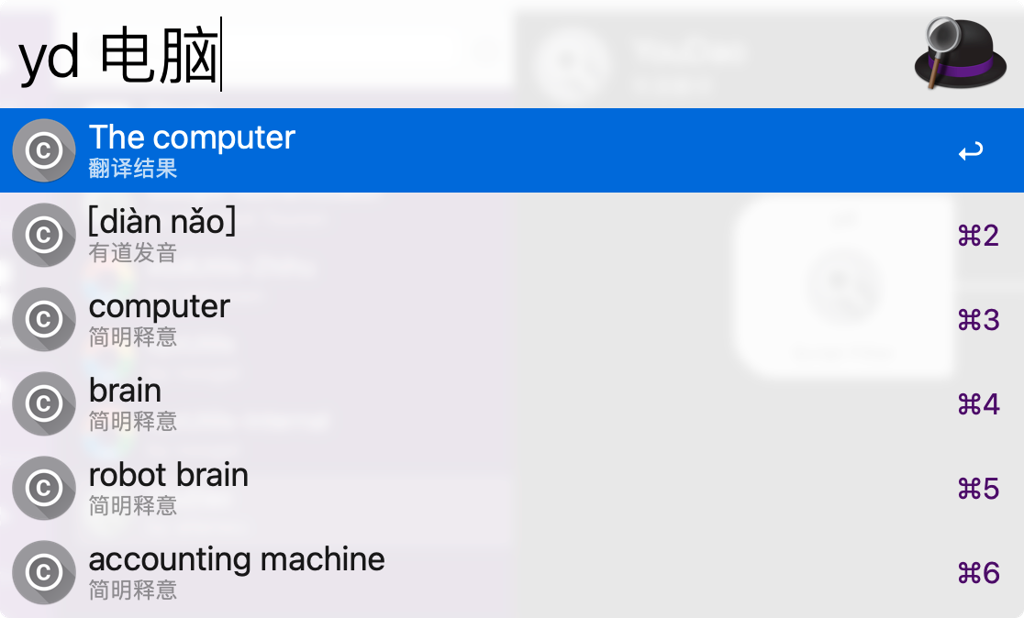 yd 电脑
The computer
翻译结果
[diàn nǎo]
有道发音
⌘2
computer
简明释意
⌘3
brain
简明释意
⌘4
robot brain
简明释意
⌘5
accounting machine
简明释意
⌘6